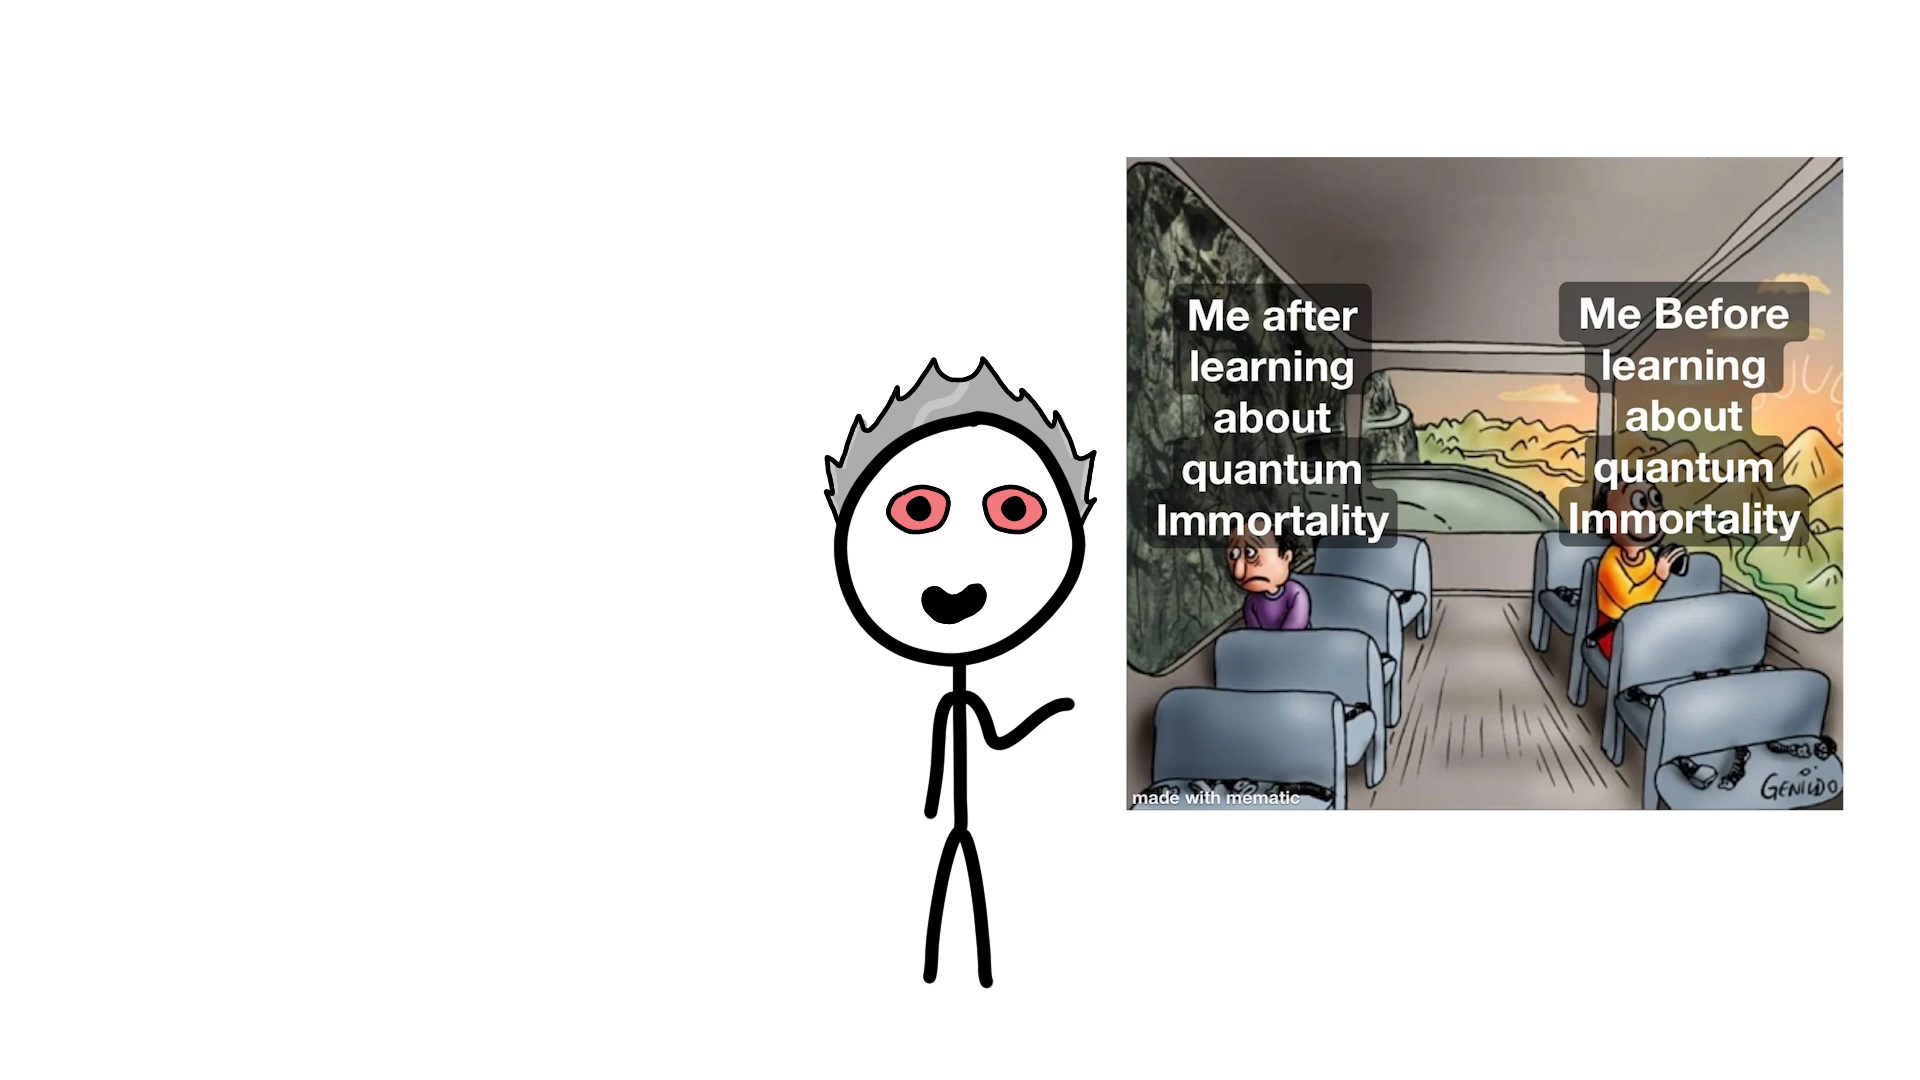 Me after
learning
about
quantum
Immortality
Me Before
learning
about
quantum
Immortality
made with mematic
GENILDO